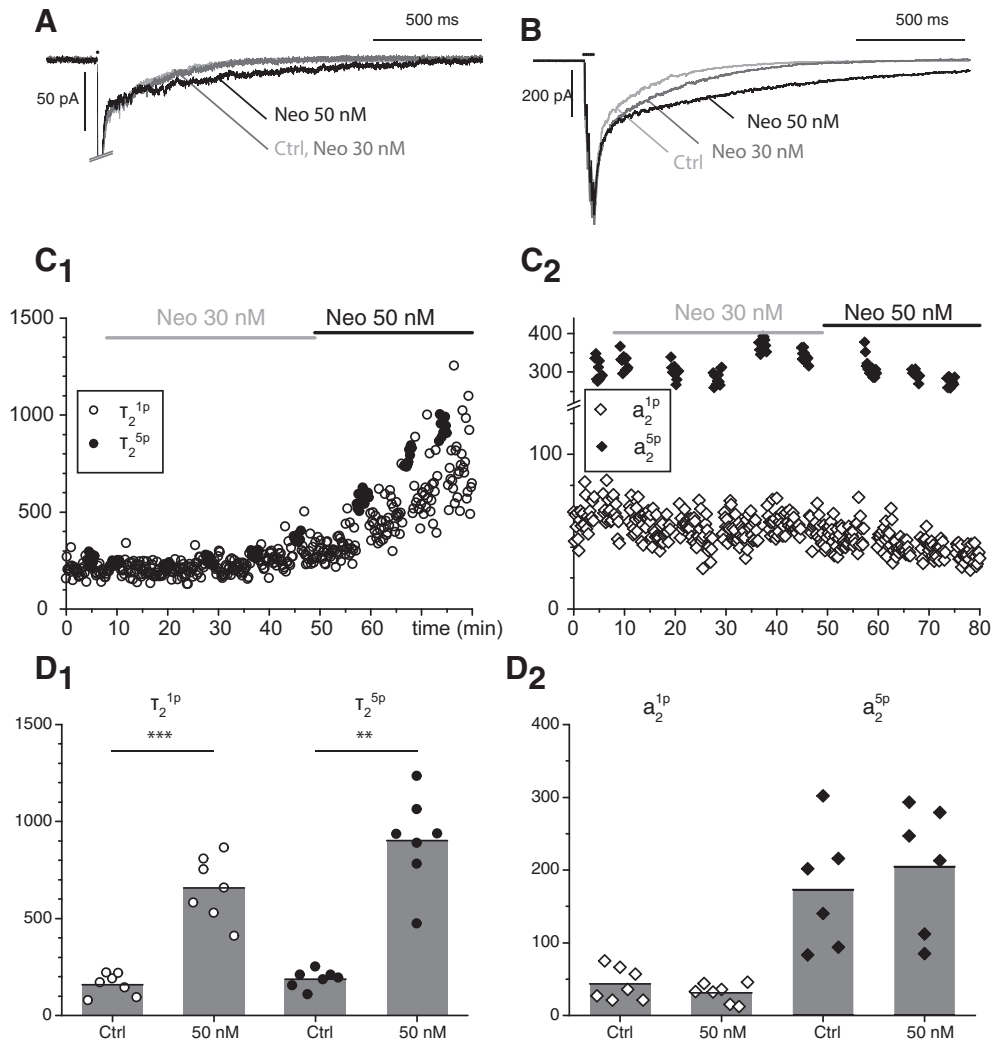 A
500 ms
50 pA
Neo 50 nM
Ctrl, Neo 30 nM
B
500 ms
200 pA
Neo 50 nM
Neo 30 nM
Ctrl
C1
Neo 30 nM
Neo 50 nM
1500
1000
500
0
τ2 1p
τ2 5p
0 10 20 30 40 50 60 time (min)
C2
Neo 30 nM
Neo 50 nM
400
300
100
0
a2 1p
a2 5p
0 10 20 30 40 50 60 70 80
D1
τ2 1p
τ2 5p
***
**
1500
1000
500
0
Ctrl 50 nM Ctrl 50 nM
D2
a2 1p
a2 5p
400
300
200
100
0
Ctrl 50 nM Ctrl 50 nM